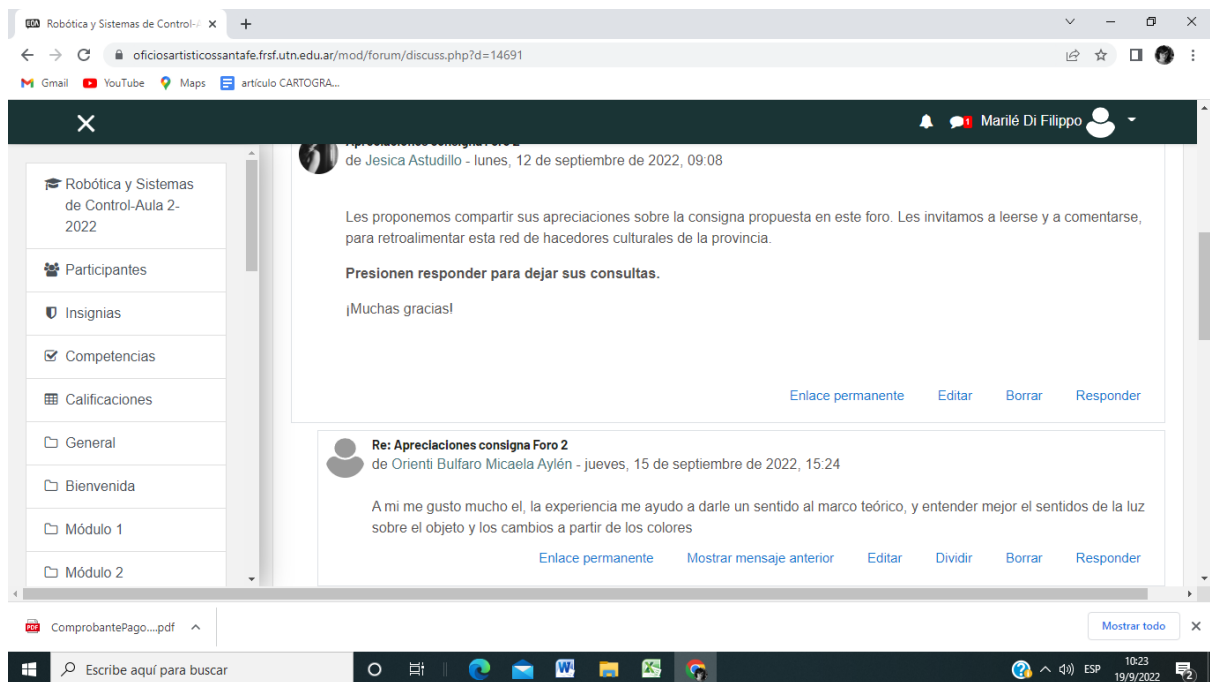 Robótica y Sistemas de Control-A
oficiosartisticossantafe.frsf.utn.edu.ar/mod/forum/discuss.php?d=14691
Gmail YouTube Maps artículo CARTOGRA...
1 Marilé Di Filippo
Robótica y Sistemas
de Control-Aula 2-
2022
Participantes
Insignias
Competencias
Calificaciones
General
Bienvenida
Módulo 1
Módulo 2
Apreciaciones consigna Foro 2
de Jesica Astudillo - lunes, 12 de septiembre de 2022, 09:08
Les proponemos compartir sus apreciaciones sobre la consigna propuesta en este foro. Les invitamos a leerse y a comentarse,
para retroalimentar esta red de hacedores culturales de la provincia.
Presionen responder para dejar sus consultas.
¡Muchas gracias!
Enlace permanente Editar Borrar Responder
Re: Apreciaciones consigna Foro 2
de Orienti Bulfaro Micaela Aylén - jueves, 15 de septiembre de 2022, 15:24
A mi me gusto mucho el, la experiencia me ayudo a darle un sentido al marco teórico, y entender mejor el sentidos de la luz
sobre el objeto y los cambios a partir de los colores
Enlace permanente Mostrar mensaje anterior Editar Dividir Borrar Responder
ComprobantePago....pdf
Mostrar todo
Escribe aquí para buscar
ESP
10:23
19/9/2022
2